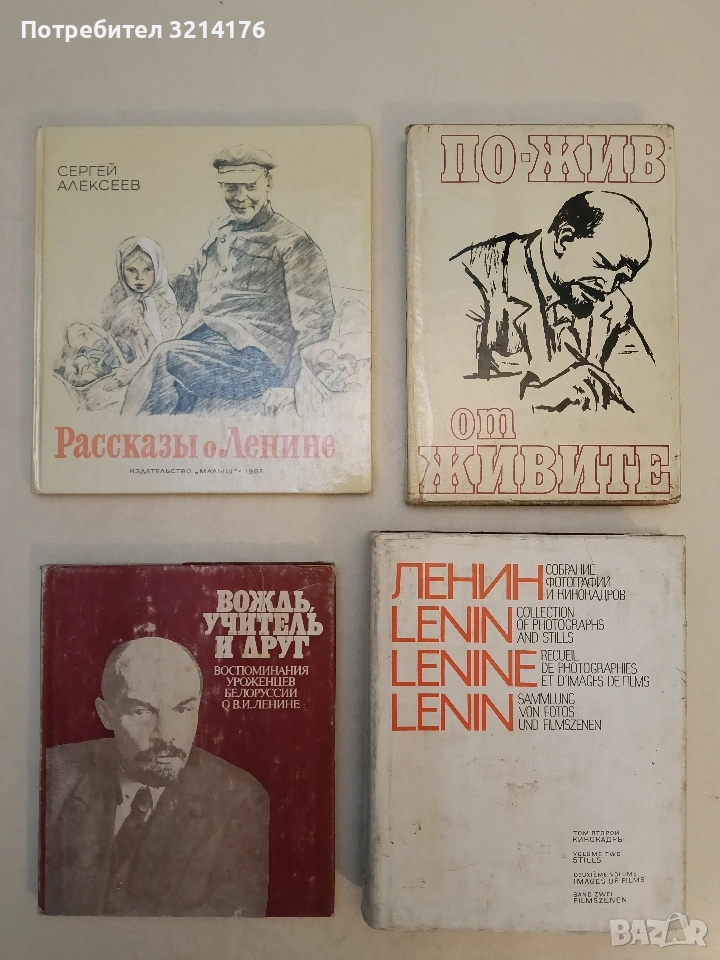 Потребител 3214176
СЕРГЕЙ
АЛЕКСЕЕВ
Рассказы о Ленине
ИЗДАТЕЛЬСТВО „МАЛЫШ" • 1983
ПО-ЖИВ
от
ЖИВИТЕ
ВОЖДЬ,
УЧИТЕЛЬ
И ДРУГ
ВОСПОМИНАНИЯ
УРОЖЕНЦЕВ
БЕЛОРУССИИ
О В.И. ЛЕНИНЕ
ЛЕНИН СОБРАНИЕ
ФОТОГРАФИЙ
И КИНОКАДРОВ
LENIN COLLECTION
OF PHOTOGRAPHS
AND STILLS
LENINE RECUEIL
DE PHOTOGRAPHIES
ET D'IMAGES DE FILMS
LENIN SAMMLUNG
VON FOTOS
UND FILMSZENEN
ТОМ ВТОРОЙ
КИНОКАДРЫ
VOLUME TWO
STILLS
DEUXIÈME VOLUME
IMAGES OF FILMS
BAND ZWEI
FILMSZENEN
BAZAR